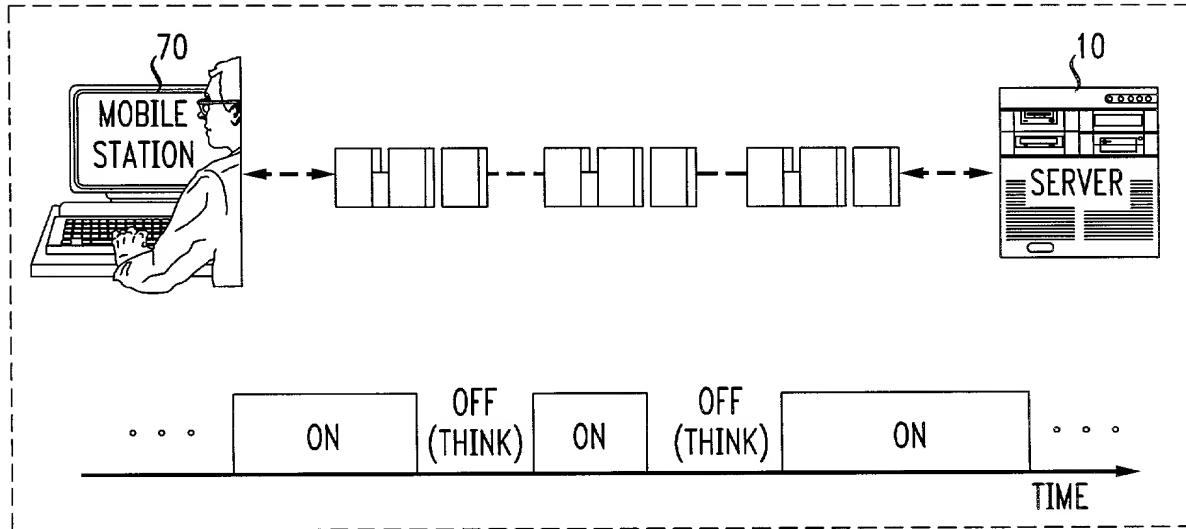 70
10
MOBILE
STATION
SERVER
. . . ON OFF
(THINK) ON OFF
(THINK) ON . . .
TIME